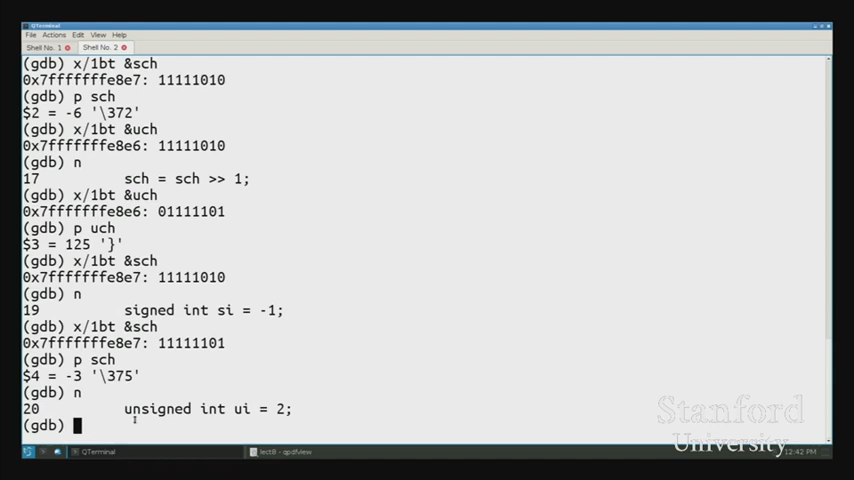 QTerminal
File Actions Edit View Help
Shell No. 1 Shell No. 2
(gdb) x/1bt &sch
0x7fffffffe8e7: 11111010
(gdb) p sch
$2 = -6 '\372'
(gdb) x/1bt &uch
0x7fffffffe8e6: 11111010
(gdb) n
17 sch = sch >> 1;
(gdb) x/1bt &uch
0x7fffffffe8e6: 01111101
(gdb) p uch
$3 = 125 '}'
(gdb) x/1bt &sch
0x7fffffffe8e7: 11111010
(gdb) n
19 signed int si = -1;
(gdb) x/1bt &sch
0x7fffffffe8e7: 11111101
(gdb) p sch
$4 = -3 '\375'
(gdb) n
20 unsigned int ui = 2;
(gdb)
Stanford
University
QTerminal lect8 - qpdfview 12:42 PM